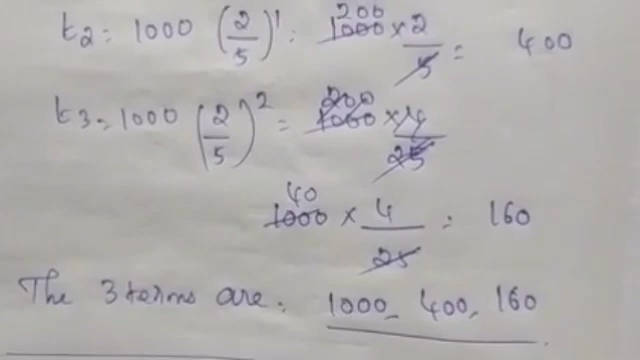 t2 = 1000 (2/5)^1 = 200 1000 × 2/5 = 400
t3 = 1000 (2/5)^2 = 200 1000 × 4/25
40 1000 × 4/25 = 160
The 3 terms are: 1000, 400, 160.